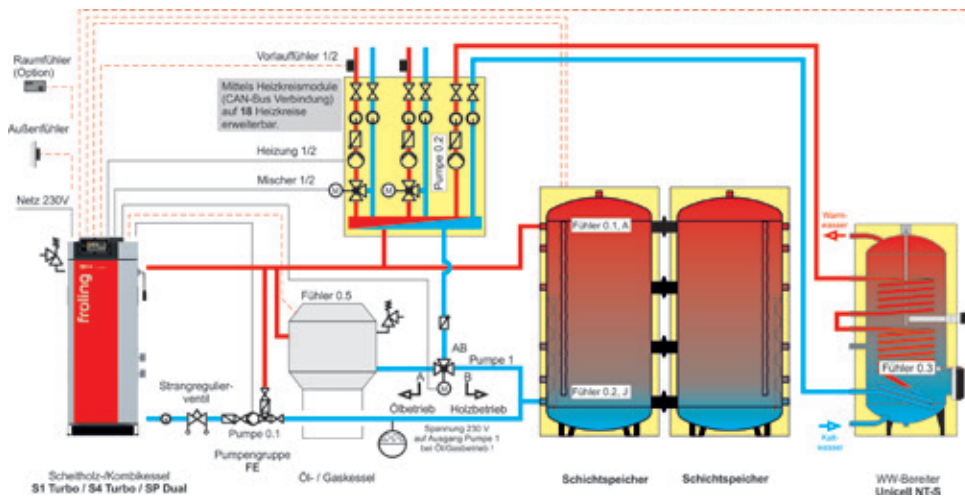 Raumfühler
(Option)
Außenfühler
Netz 230V
Vorlauffühler 1/2
Mittels Heizkreismodule
(CAN-Bus Verbindung)
auf 18 Heizkreise
erweiterbar.
Heizung 1/2
Mischer 1/2
M
M
Pumpe 0.2
froling
Fühler 0.5
Fühler 0.1, A
Fühler 0.2, J
Warm-
wasser
Fühler 0.3
Kalt-
wasser
AB
Pumpe 1
A
B
M
Ölbetrieb
Holzbetrieb
Spannung 230 V
auf Ausgang Pumpe 1
bei Öl/Gasbetrieb !
Strangregulier-
ventil
Pumpe 0.1
Pumpengruppe
FE
Scheitholz-/Kombikessel
S1 Turbo / S4 Turbo / SP Dual
Öl- / Gaskessel
Schichtspeicher
Schichtspeicher
WW-Bereiter
Unicell NT-S